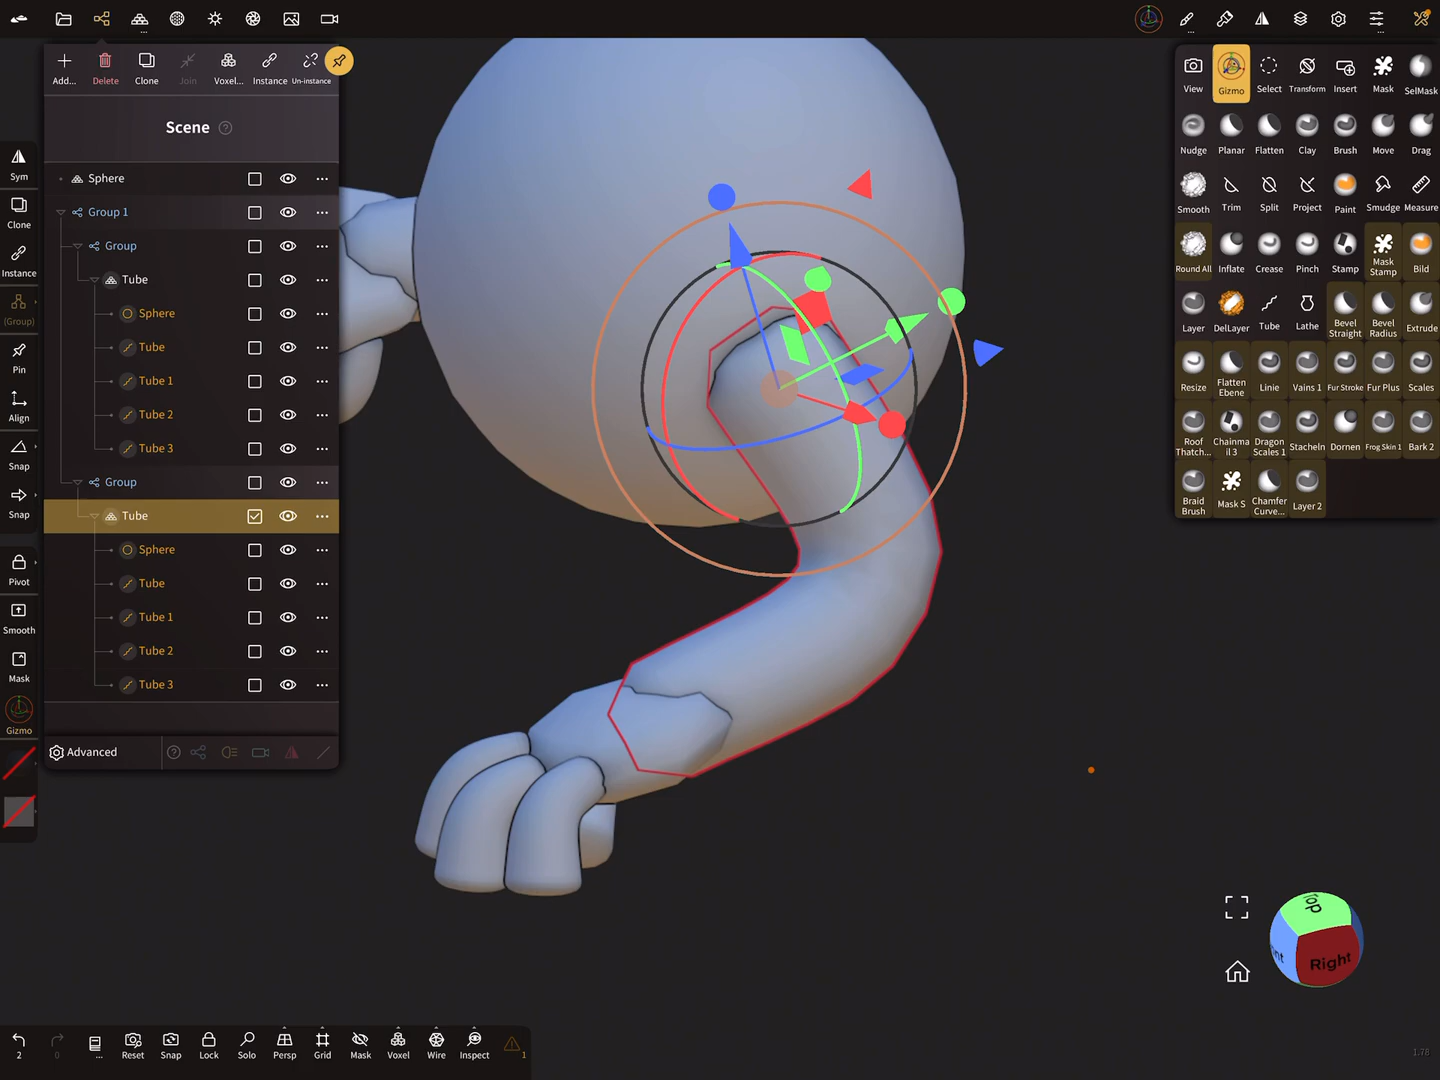 Add...
Delete
Clone
Join
Voxel...
Instance
Un-instance
Scene
Sphere
Group 1
Group
Tube
Sphere
Tube
Tube 1
Tube 2
Tube 3
Group
Tube
Sphere
Tube
Tube 1
Tube 2
Tube 3
Advanced
Sym
Clone
Instance
(Group)
Pin
Align
Snap
Snap
Pivot
Smooth
Mask
Gizmo
View
Gizmo
Select
Transform
Insert
Mask
SelMask
Nudge
Planar
Flatten
Clay
Brush
Move
Drag
Smooth
Trim
Split
Project
Paint
Smudge
Measure
Round All
Inflate
Crease
Pinch
Stamp
Mask
Stamp
Bild
Layer
DeLayer
Tube
Lathe
Bevel
Straight
Bevel
Radius
Extrude
Resize
Flatten
Ebene
Linie
Vains 1
Fur Stroke
Fur Plus
Scales
Roof
Thatch...
Chainma
il 3
Dragon
Scales 1
Stacheln
Dornen
Frog Skin 1
Bark 2
Braid
Brush
Mask S
Chamfer
Curve...
Layer 2
Top
Right
2
0
...
Reset
Snap
Lock
Solo
Persp
Grid
Mask
Voxel
Wire
Inspect
1
1.78